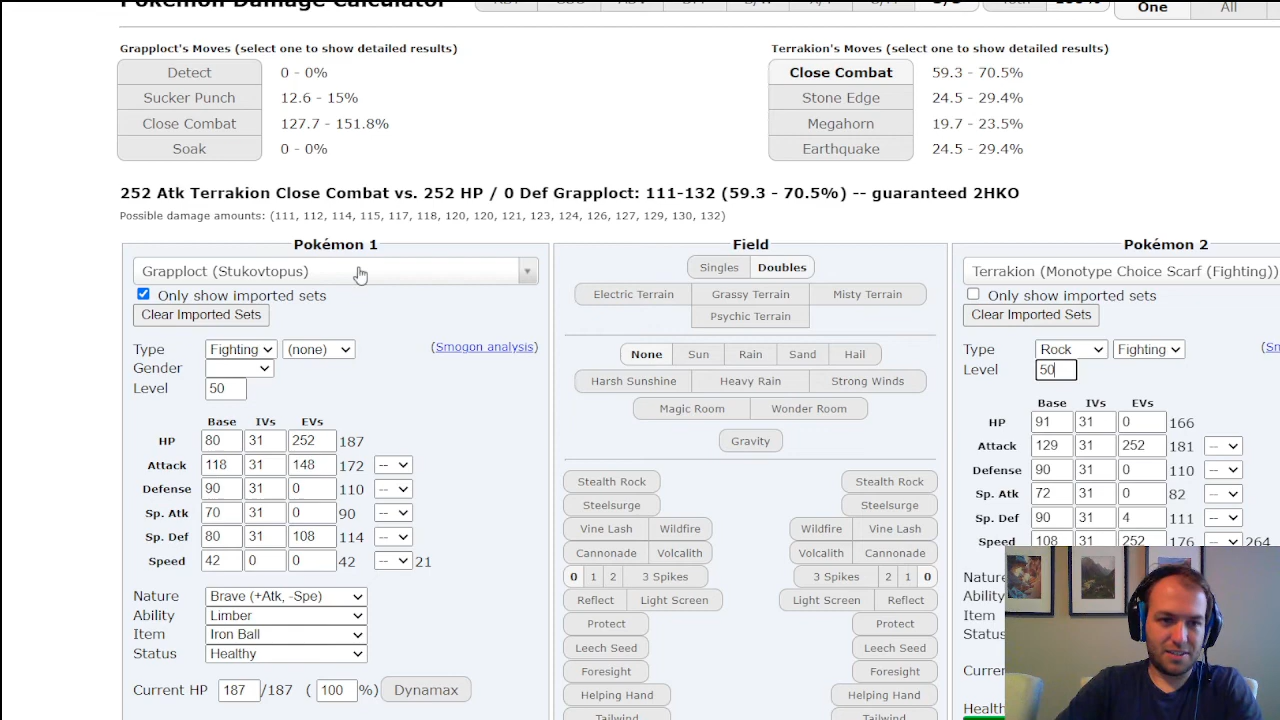 Pokémon Damage Calculator
One All
Grapploct's Moves (select one to show detailed results)
Detect 0 - 0%
Sucker Punch 12.6 - 15%
Close Combat 127.7 - 151.8%
Soak 0 - 0%
Terrakion's Moves (select one to show detailed results)
Close Combat 59.3 - 70.5%
Stone Edge 24.5 - 29.4%
Megahorn 19.7 - 23.5%
Earthquake 24.5 - 29.4%
252 Atk Terrakion Close Combat vs. 252 HP / 0 Def Grapploct: 111-132 (59.3 - 70.5%) -- guaranteed 2HKO
Possible damage amounts: (111, 112, 114, 115, 117, 118, 120, 120, 121, 123, 124, 126, 127, 129, 130, 132)
Pokémon 1
Grapploct (Stukovtopus)
Only show imported sets
Clear Imported Sets
Type Fighting (none) (Smogon analysis)
Gender
Level 50
Base IVs EVs
HP 80 31 252 187
Attack 118 31 148 172 --
Defense 90 31 0 110 --
Sp. Atk 70 31 0 90 --
Sp. Def 80 31 108 114 --
Speed 42 0 0 42 -- 21
Nature Brave (+Atk, -Spe)
Ability Limber
Item Iron Ball
Status Healthy
Current HP 187 /187 ( 100 %) Dynamax
Field
Singles Doubles
Electric Terrain Grassy Terrain Misty Terrain
Psychic Terrain
None Sun Rain Sand Hail
Harsh Sunshine Heavy Rain Strong Winds
Magic Room Wonder Room
Gravity
Stealth Rock Stealth Rock
Steelsurge Steelsurge
Vine Lash Wildfire Wildfire Vine Lash
Cannonade Volcalith Volcalith Cannonade
0 1 2 3 Spikes 3 Spikes 2 1 0
Reflect Light Screen Light Screen Reflect
Protect Protect
Leech Seed Leech Seed
Foresight Foresight
Helping Hand Helping Hand
Tailwind Tailwind
Pokémon 2
Terrakion (Monotype Choice Scarf (Fighting))
Only show imported sets
Clear Imported Sets
Type Rock Fighting
Level 50
Base IVs EVs
HP 91 31 0 166
Attack 129 31 252 181 --
Defense 90 31 0 110 --
Sp. Atk 72 31 0 82 --
Sp. Def 90 31 4 111 --
Speed 108 31 252 176 264